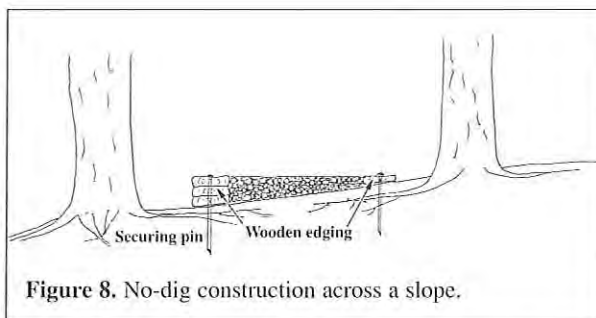 Securing pin
Wooden edging
Figure 8. No-dig construction across a slope.